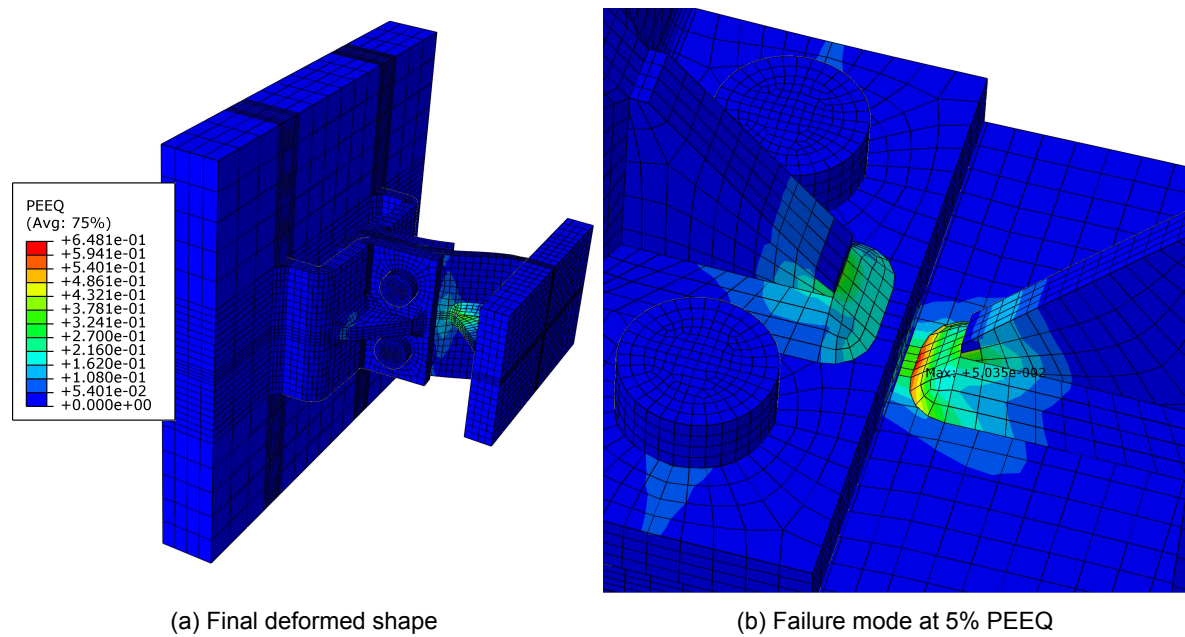 PEEQ
(Avg: 75%)
+6.481e-01
+5.941e-01
+5.401e-01
+4.861e-01
+4.321e-01
+3.781e-01
+3.241e-01
+2.700e-01
+2.160e-01
+1.620e-01
+1.080e-01
+5.401e-02
+0.000e+00
Max: +5.035e-002
(a) Final deformed shape
(b) Failure mode at 5% PEEQ